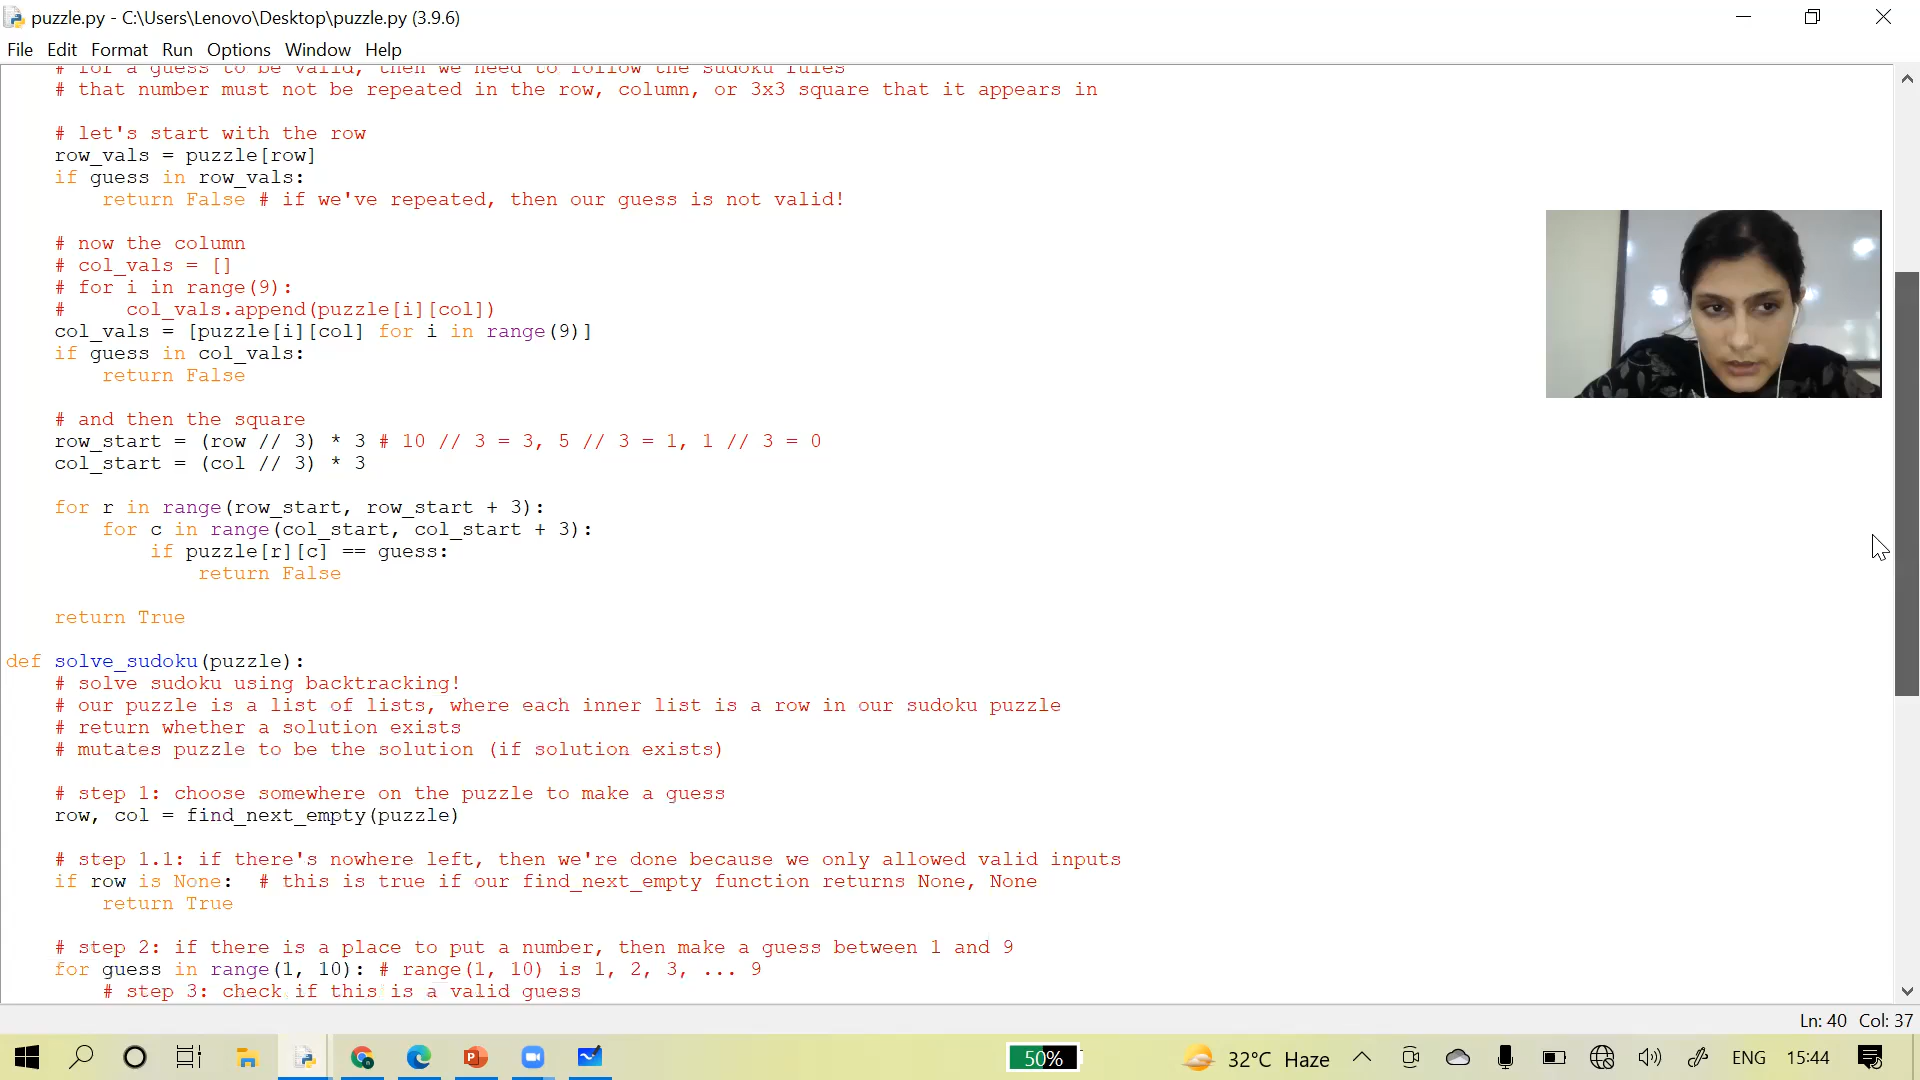 puzzle.py - C:\Users\Lenovo\Desktop\puzzle.py (3.9.6)
File Edit Format Run Options Window Help
# for a guess to be valid, then we need to follow the sudoku rules
# that number must not be repeated in the row, column, or 3x3 square that it appears in
# let's start with the row
row_vals = puzzle[row]
if guess in row_vals:
return False # if we've repeated, then our guess is not valid!
# now the column
# col_vals = []
# for i in range(9):
#     col_vals.append(puzzle[i][col])
col_vals = [puzzle[i][col] for i in range(9)]
if guess in col_vals:
return False
# and then the square
row_start = (row // 3) * 3 # 10 // 3 = 3, 5 // 3 = 1, 1 // 3 = 0
col_start = (col // 3) * 3
for r in range(row_start, row_start + 3):
for c in range(col_start, col_start + 3):
if puzzle[r][c] == guess:
return False
return True
def solve_sudoku(puzzle):
# solve sudoku using backtracking!
# our puzzle is a list of lists, where each inner list is a row in our sudoku puzzle
# return whether a solution exists
# mutates puzzle to be the solution (if solution exists)
# step 1: choose somewhere on the puzzle to make a guess
row, col = find_next_empty(puzzle)
# step 1.1: if there's nowhere left, then we're done because we only allowed valid inputs
if row is None:  # this is true if our find_next_empty function returns None, None
return True
# step 2: if there is a place to put a number, then make a guess between 1 and 9
for guess in range(1, 10): # range(1, 10) is 1, 2, 3, ... 9
# step 3: check if this is a valid guess
Ln: 40 Col: 37
50% 32°C Haze ENG 15:44